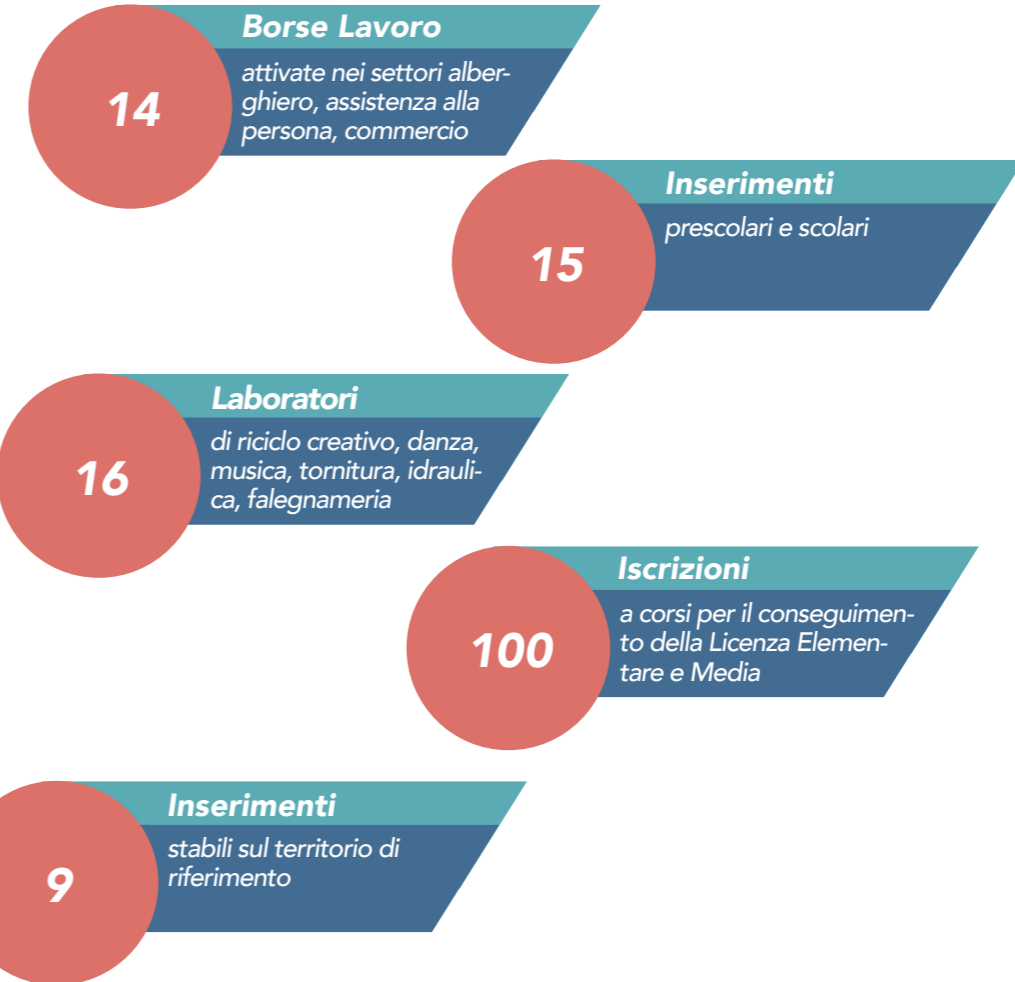 14
Borse Lavoro
attivate nei settori alber-
ghiero, assistenza alla
persona, commercio
15
Inserimenti
prescolari e scolari
16
Laboratori
di riciclo creativo, danza,
musica, tornitura, idrauli-
ca, falegnameria
100
Iscrizioni
a corsi per il conseguimen-
to della Licenza Elemen-
tare e Media
9
Inserimenti
stabili sul territorio di
riferimento